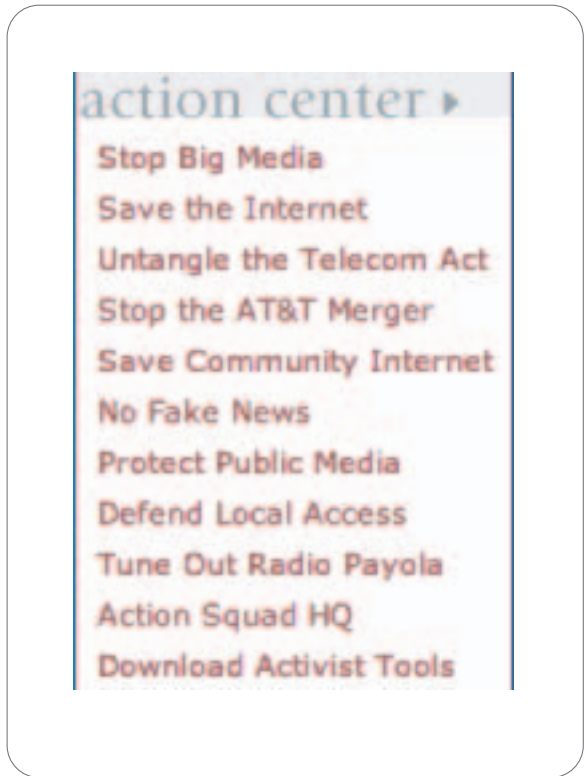 action center
Stop Big Media
Save the Internet
Untangle the Telecom Act
Stop the AT&T Merger
Save Community Internet
No Fake News
Protect Public Media
Defend Local Access
Tune Out Radio Payola
Action Squad HQ
Download Activist Tools